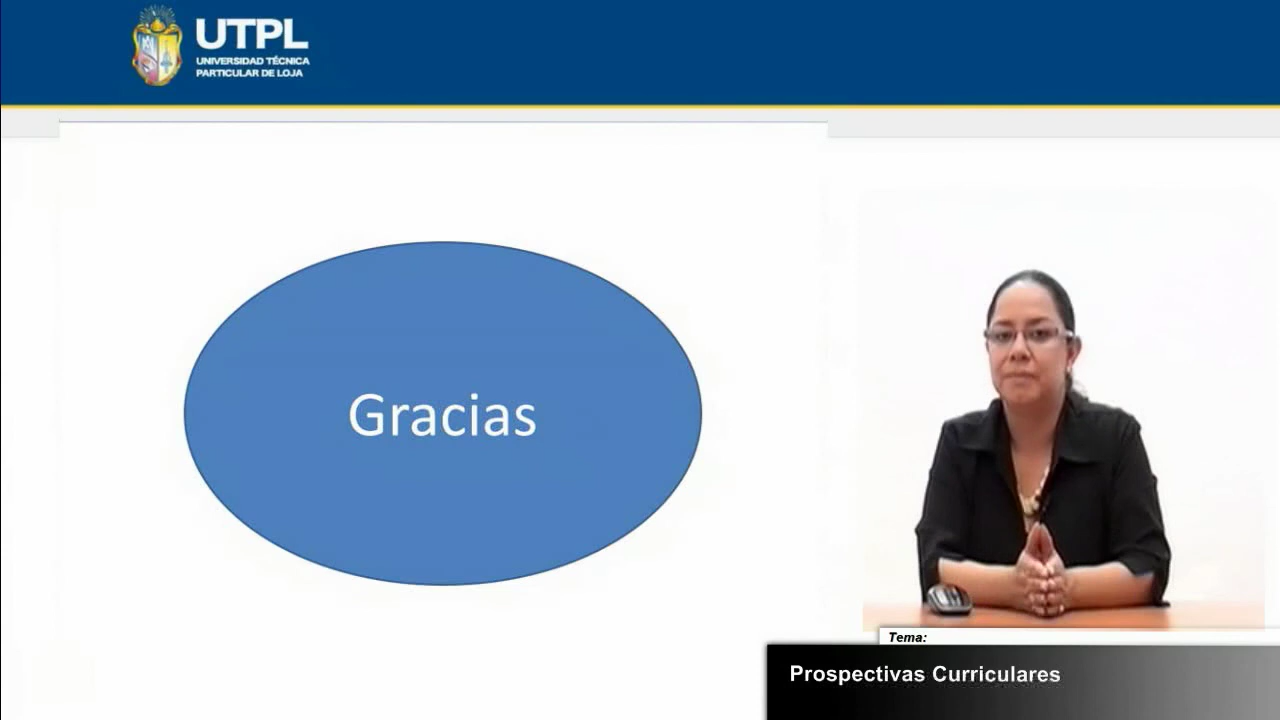 UTPL
UNIVERSIDAD TÉCNICA
PARTICULAR DE LOJA
Gracias
Tema:
Prospectivas Curriculares